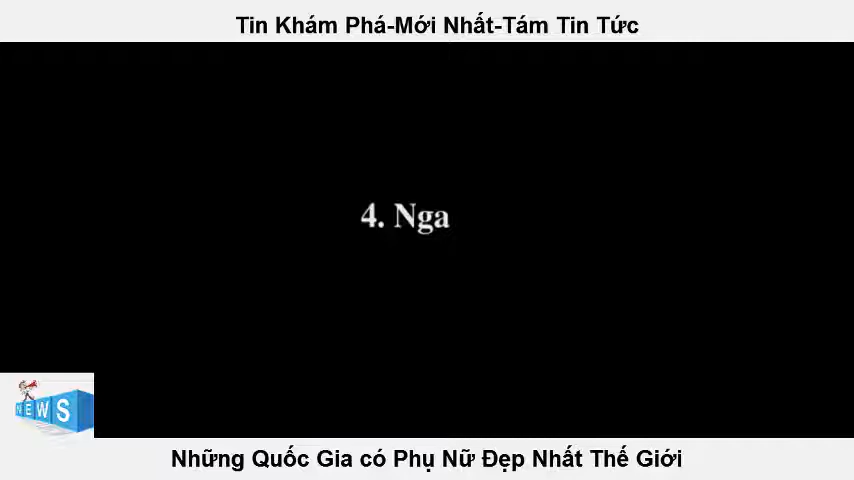 Tin Khám Phá-Mới Nhất-Tám Tin Tức
4. Nga
NEWS
Những Quốc Gia có Phụ Nữ Đẹp Nhất Thế Giới